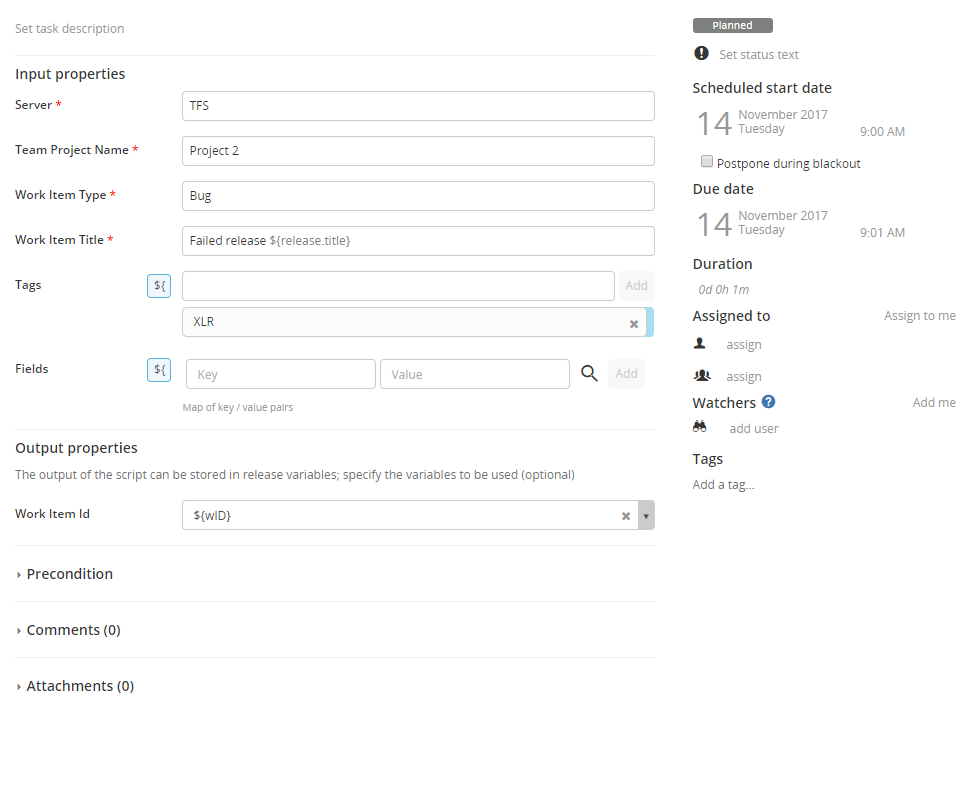 Set task description
Input properties
Server *
TFS
Team Project Name *
Project 2
Work Item Type *
Bug
Work Item Title *
Failed release ${release.title}
Tags
${
Add
XLR
Fields
${
Key
Value
Add
Map of key / value pairs
Output properties
The output of the script can be stored in release variables; specify the variables to be used (optional)
Work Item Id
${wID}
Precondition
Comments (0)
Attachments (0)
Planned
Set status text
Scheduled start date
14
November 2017
Tuesday
9:00 AM
Postpone during blackout
Due date
14
November 2017
Tuesday
9:01 AM
Duration
0d 0h 1m
Assigned to
Assign to me
assign
assign
Watchers ?
Add me
add user
Tags
Add a tag...